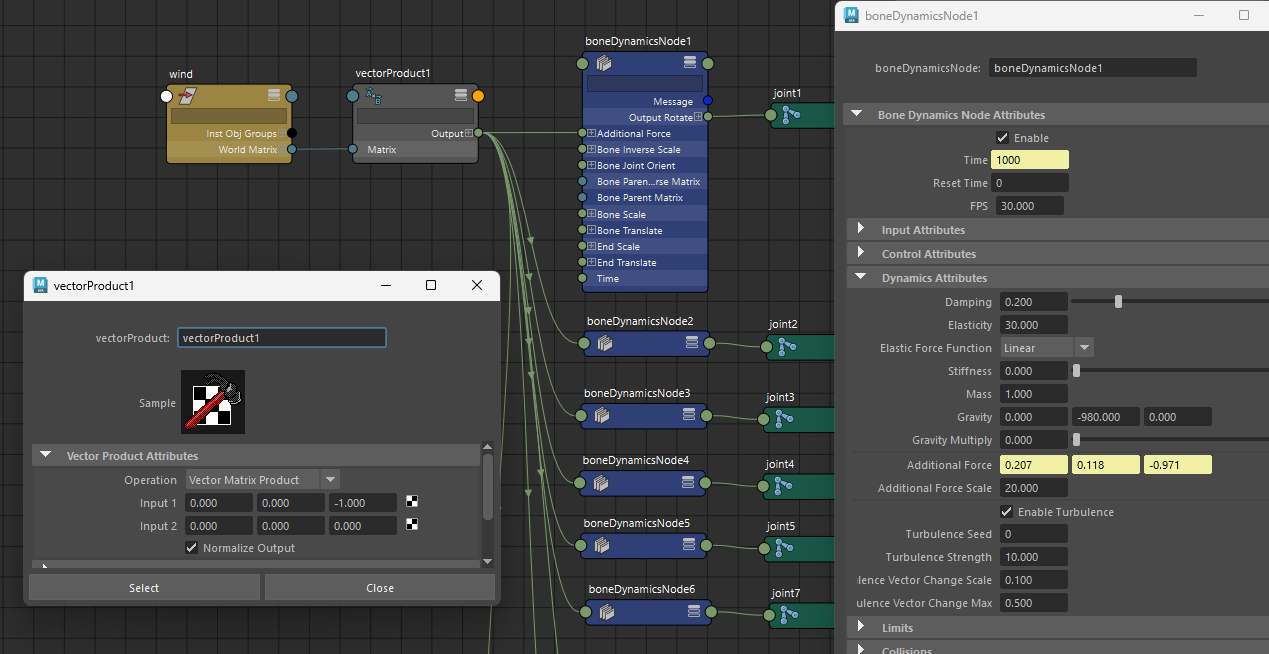 boneDynamicsNode1
wind
Inst Obj Groups
World Matrix
vectorProduct1
Output
Matrix
boneDynamicsNode1
Message
Output Rotate
Additional Force
Bone Inverse Scale
Bone Joint Orient
Bone Paren...rse Matrix
Bone Parent Matrix
Bone Scale
Bone Translate
End Scale
End Translate
Time
joint1
boneDynamicsNode2
joint2
boneDynamicsNode3
joint3
boneDynamicsNode4
joint4
boneDynamicsNode5
joint5
boneDynamicsNode6
joint7
vectorProduct1
vectorProduct: vectorProduct1
Sample
Vector Product Attributes
Operation Vector Matrix Product
Input 1 0.000 0.000 -1.000
Input 2 0.000 0.000 0.000
Normalize Output
Select Close
boneDynamicsNode: boneDynamicsNode1
Bone Dynamics Node Attributes
Enable
Time 1000
Reset Time 0
FPS 30.000
Input Attributes
Control Attributes
Dynamics Attributes
Damping 0.200
Elasticity 30.000
Elastic Force Function Linear
Stiffness 0.000
Mass 1.000
Gravity 0.000 -980.000 0.000
Gravity Multiply 0.000
Additional Force 0.207 0.118 -0.971
Additional Force Scale 20.000
Enable Turbulence
Turbulence Seed 0
Turbulence Strength 10.000
lence Vector Change Scale 0.100
ulence Vector Change Max 0.500
Limits
Collisions